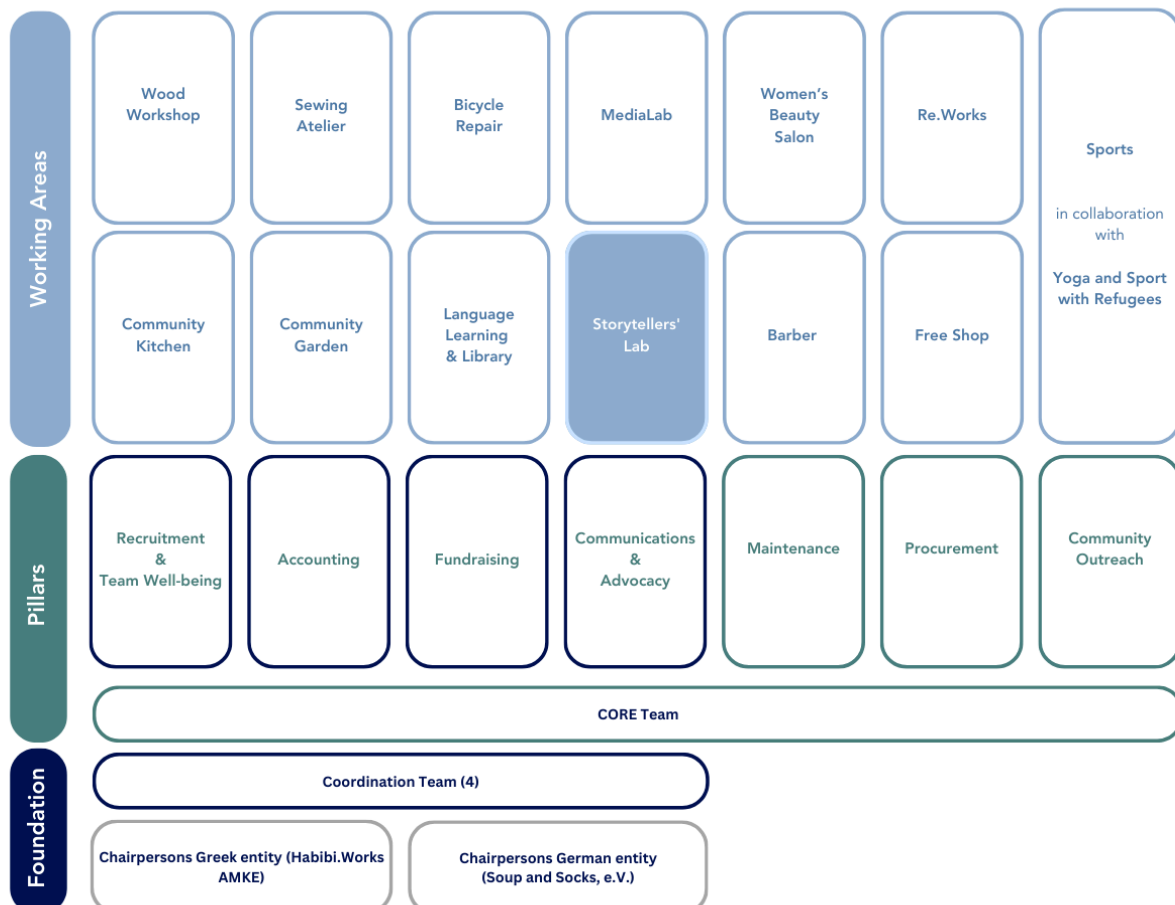 Working Areas
Wood
Workshop
Sewing
Atelier
Bicycle
Repair
MediaLab
Women's
Beauty
Salon
Re.Works
Sports
in collaboration
with
Yoga and Sport
with Refugees
Community
Kitchen
Community
Garden
Language
Learning
& Library
Storytellers'
Lab
Barber
Free Shop
Pillars
Recruitment
&
Team Well-being
Accounting
Fundraising
Communications
&
Advocacy
Maintenance
Procurement
Community
Outreach
CORE Team
Foundation
Coordination Team (4)
Chairpersons Greek entity (Habibi.Works
AMKE)
Chairpersons German entity
(Soup and Socks, e.V.)